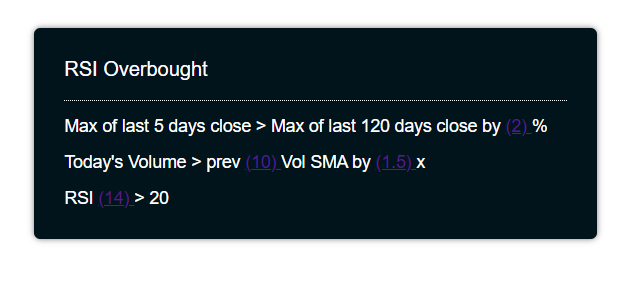 RSI Overbought
Max of last 5 days close > Max of last 120 days close by (2) %
Today's Volume > prev (10) Vol SMA by (1.5) x
RSI (14) > 20